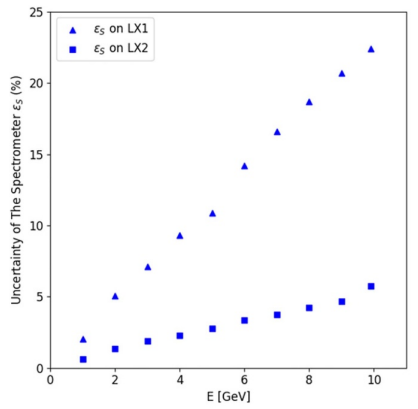 25
20
15
10
5
0
Uncertainty of The Spectrometer ε_S (%)
ε_S on LX1
ε_S on LX2
0 2 4 6 8 10
E [GeV]